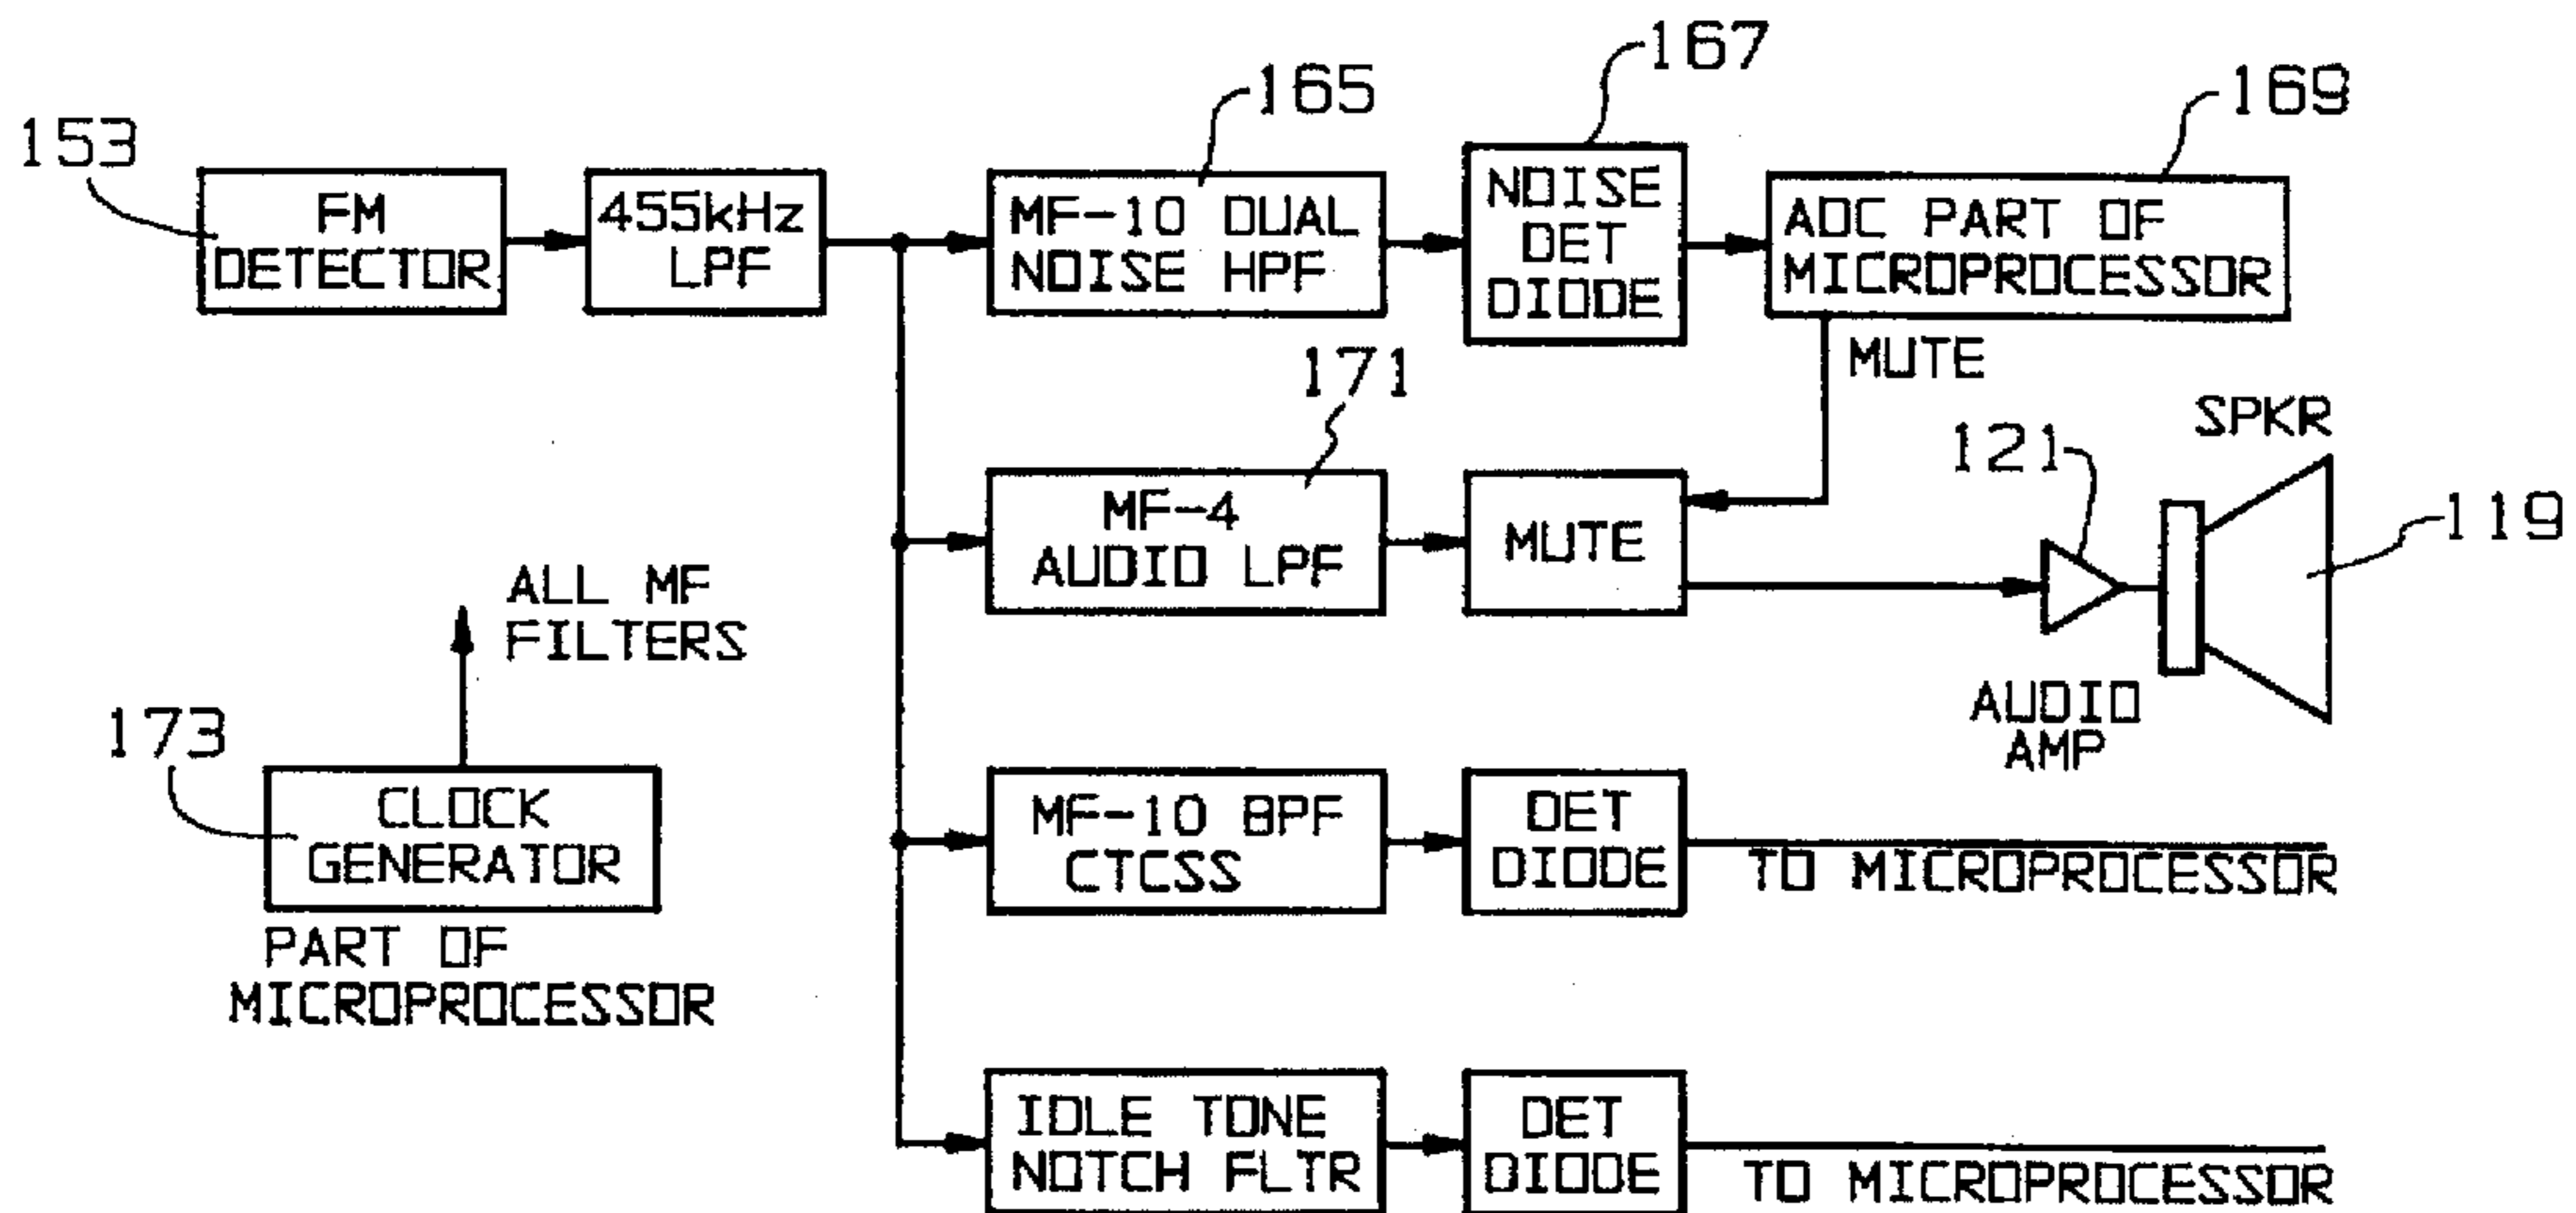 167
165
169
153
FM
DETECTOR
455kHz
LPF
MF-10 DUAL
NOISE HPF
NOISE
DET
DIODE
ADC PART OF
MICROPROCESSOR
MUTE
171
SPKR
121
MF-4
AUDIO LPF
MUTE
119
ALL MF
FILTERS
AUDIO
AMP
173
CLOCK
GENERATOR
PART OF
MICROPROCESSOR
MF-10 BPF
CTCSS
DET
DIODE
TO MICROPROCESSOR
IDLE TONE
NOTCH FLTR
DET
DIODE
TO MICROPROCESSOR